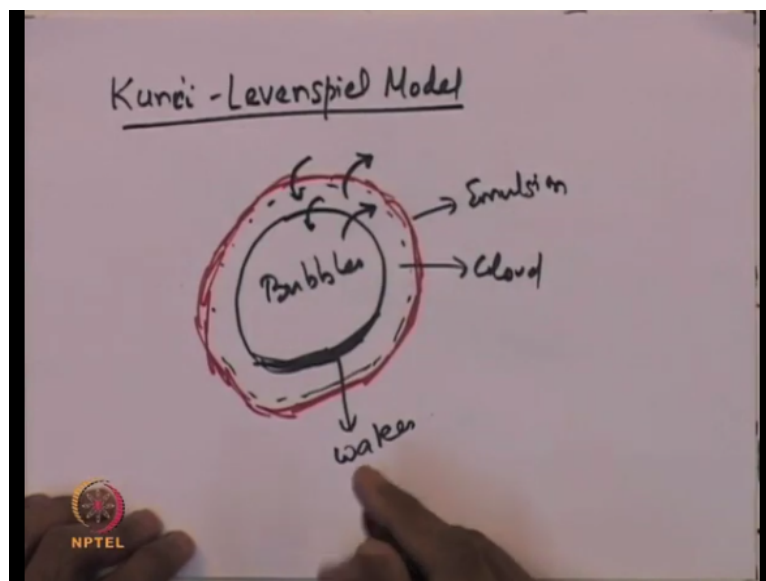 Kunii - Levenspiel Model
Emulsion
Bubbles
Cloud
wakes
NPTEL